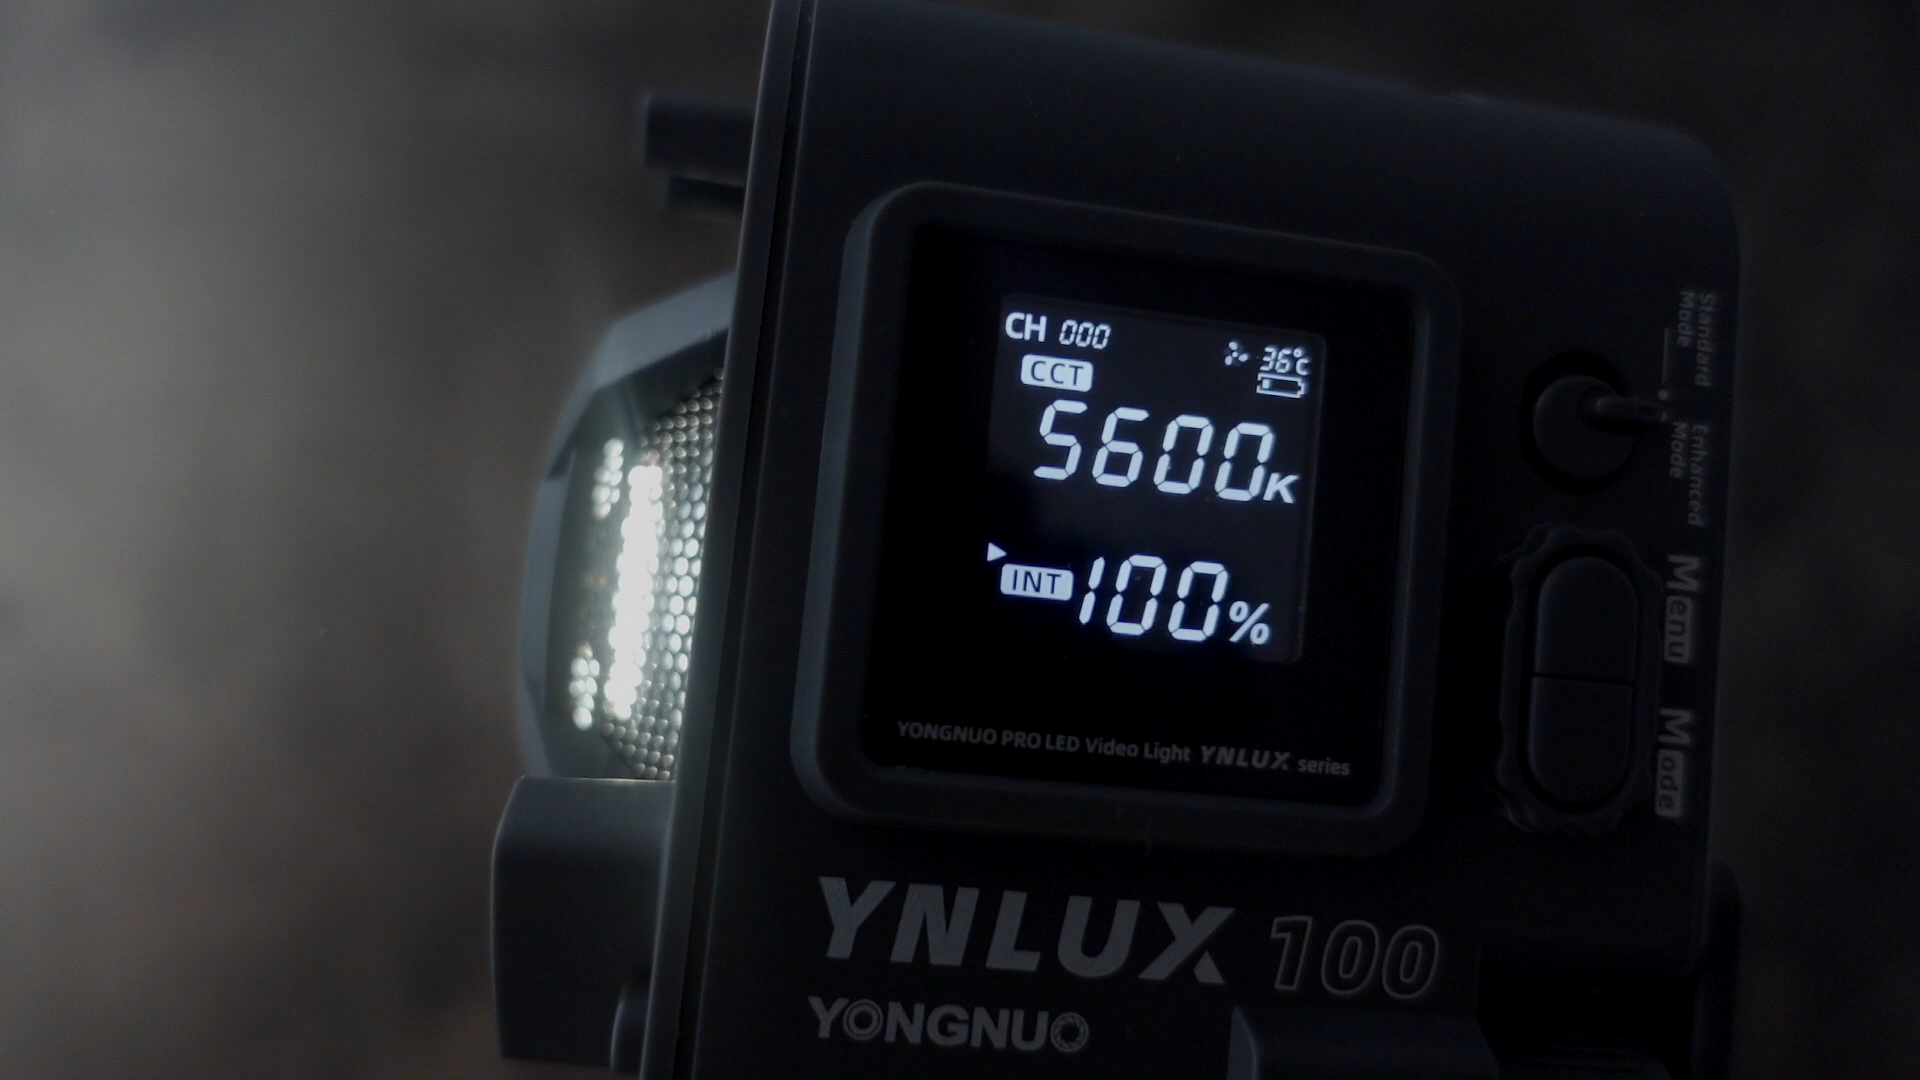 CH 000
36°C
CCT
5600K
INT 100%
YONGNUO PRO LED Video Light YNLUX series
YNLUX 100
YONGNUO
Standard
Mode
Enhanced
Mode
Menu
Mode